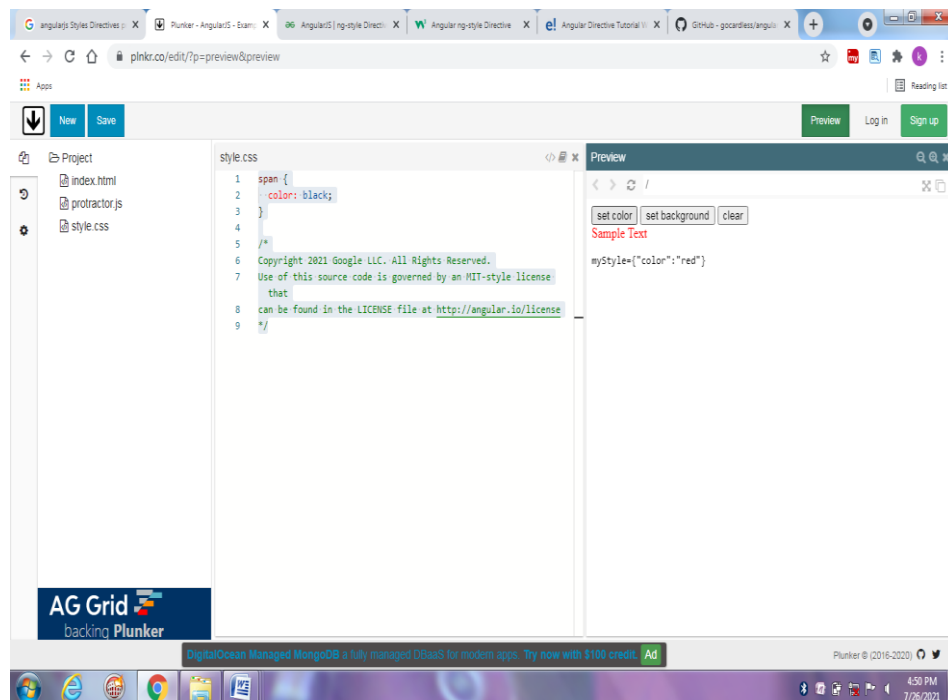 angularjs Styles Directives p
Plunker - AngularJS - Exam
AngularJS | ng-style Directi
Angular ng-style Directive
Angular Directive Tutorial
GitHub - gocardless/angula
plnkr.co/edit/?p=preview&preview
Apps
Reading list
New
Save
Preview
Log in
Sign up
Project
index.html
protractor.js
style.css
style.css
1 span {
2 color: black;
3 }
4
5 /*
6 Copyright 2021 Google LLC. All Rights Reserved.
7 Use of this source code is governed by an MIT-style license
that
8 can be found in the LICENSE file at http://angular.io/license
9 */
Preview
/
set color
set background
clear
Sample Text
myStyle={"color":"red"}
AG Grid
backing Plunker
DigitalOcean Managed MongoDB a fully managed DBaaS for modern apps. Try now with $100 credit. Ad
Plunker © (2016-2020)
4:50 PM
7/26/2021